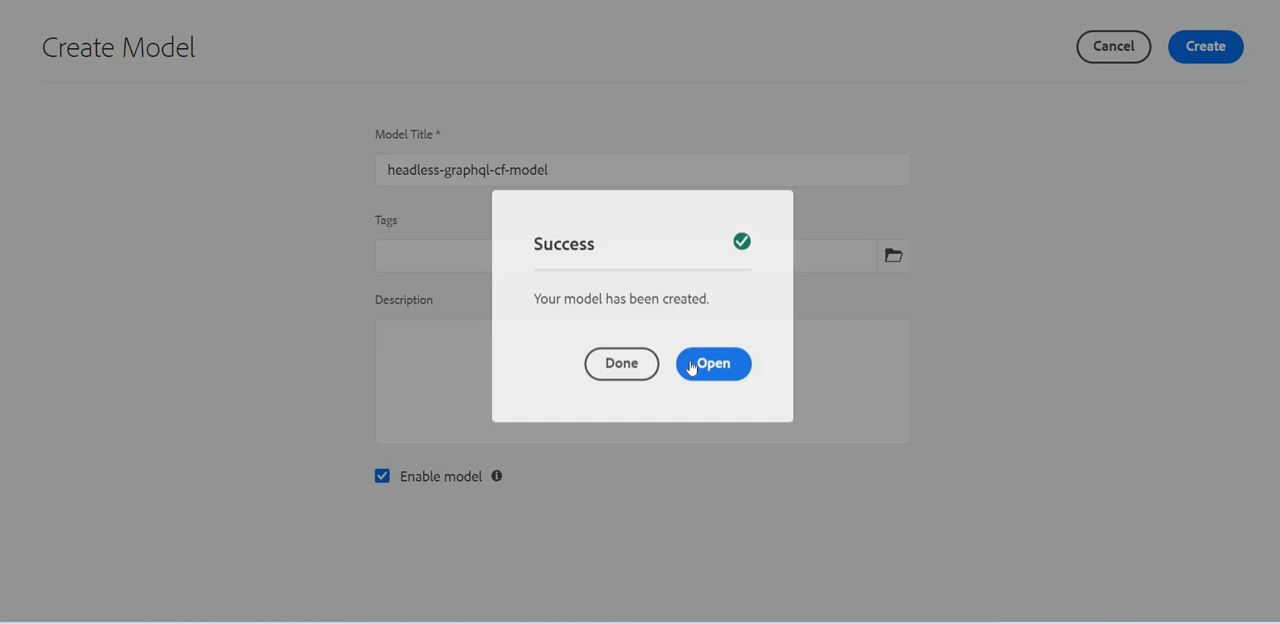 Create Model
Cancel
Create
Model Title *
headless-graphql-cf-model
Tags
Success
Description
Your model has been created.
Done
Open
Enable model